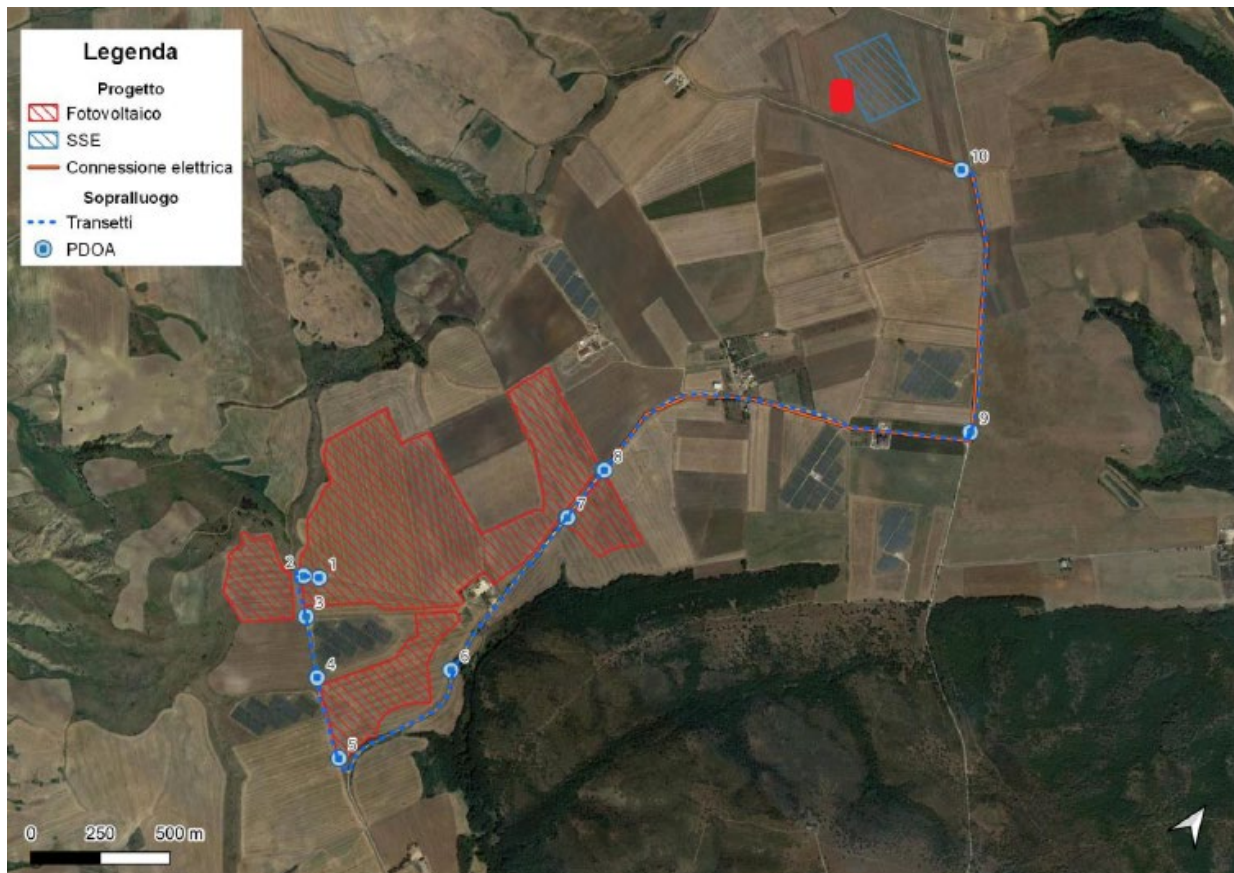 Legenda
Progetto
Fotovoltaico
SSE
Connessione elettrica
Sopralluogo
Transetti
PDOA
10
9
8
7
2 1
3
6
4
5
0 250 500 m